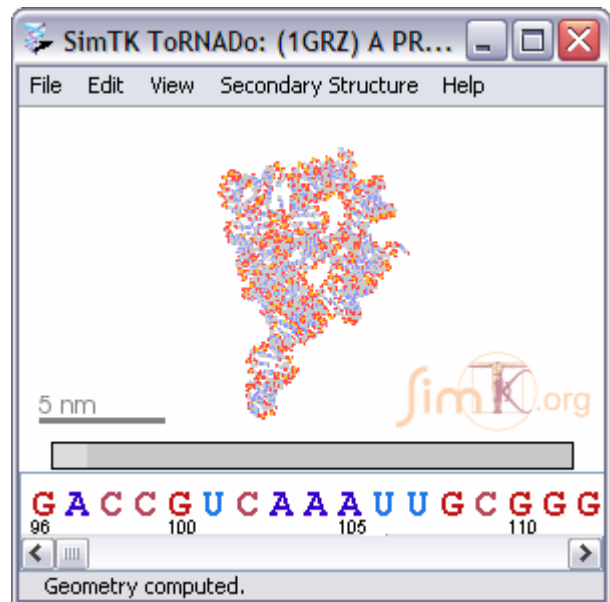 SimTK ToRNADo: (1GRZ) A PR...
File Edit View Secondary Structure Help
5 nm
SimTK.org
G A C C G U C A A A U U G C G G G
96 100 105 110
Geometry computed.